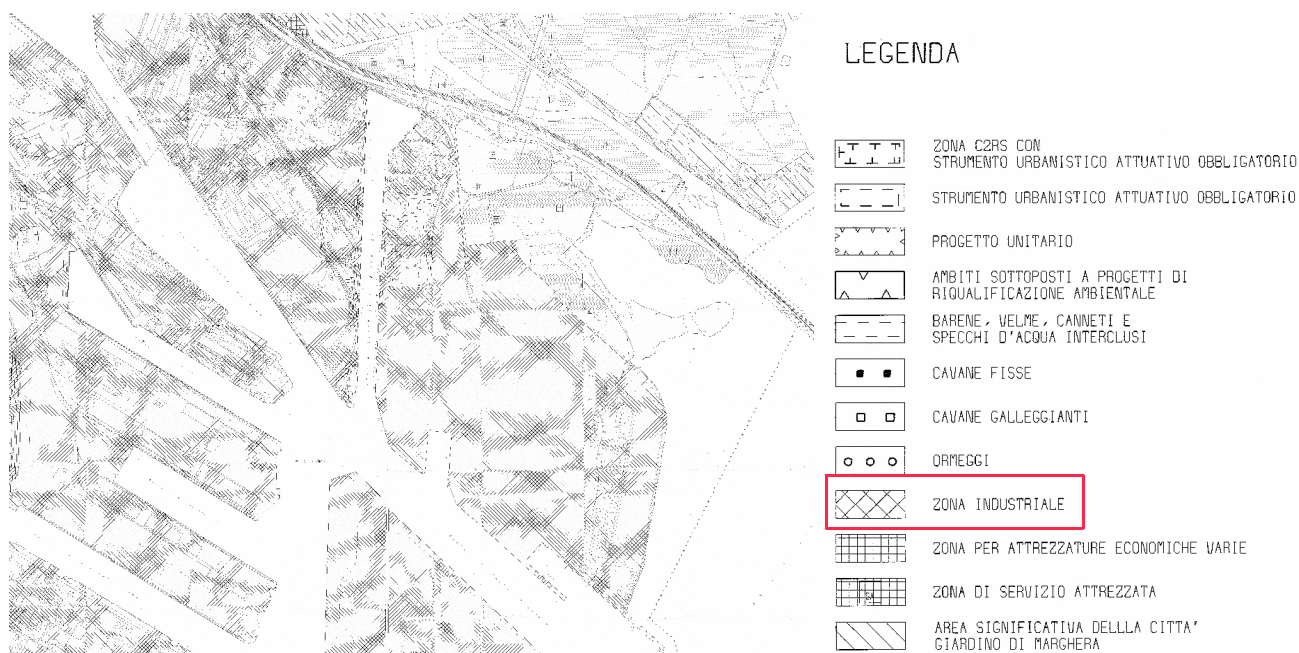 LEGENDA
ZONA C2RS CON
STRUMENTO URBANISTICO ATTUATIVO OBBLIGATORIO
STRUMENTO URBANISTICO ATTUATIVO OBBLIGATORIO
PROGETTO UNITARIO
AMBITI SOTTOPOSTI A PROGETTI DI
RIQUALIFICAZIONE AMBIENTALE
BARENE, VELME, CANNETI E
SPECCHI D'ACQUA INTERCLUSI
CAVANE FISSE
CAVANE GALLEGGIANTI
ORMEGGI
ZONA INDUSTRIALE
ZONA PER ATTREZZATURE ECONOMICHE VARIE
ZONA DI SERVIZIO ATTREZZATA
AREA SIGNIFICATIVA DELLLA CITTA'
GIARDINO DI MARGHERA